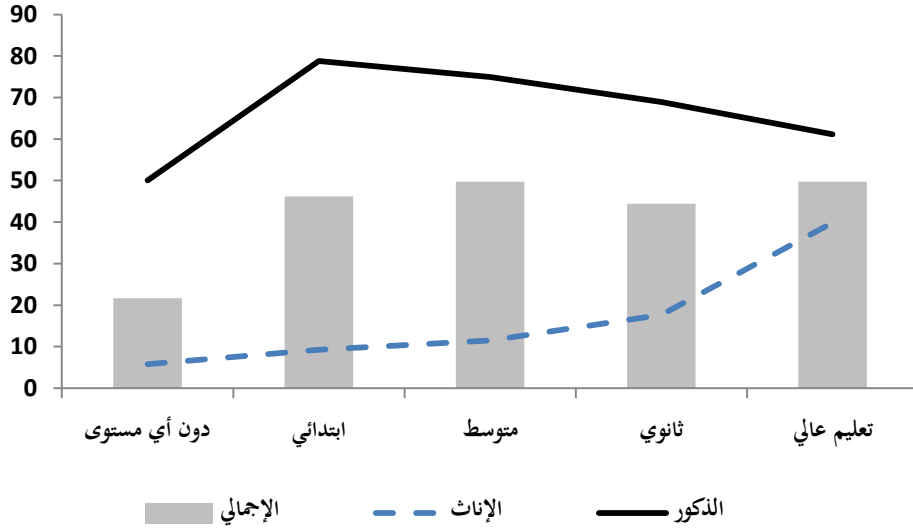 90
80
70
60
50
40
30
20
10
0
دون أي مستوى
ابتدائي
متوسط
ثانوي
تعليم عالي
الإجمالي
الإناث
الذكور